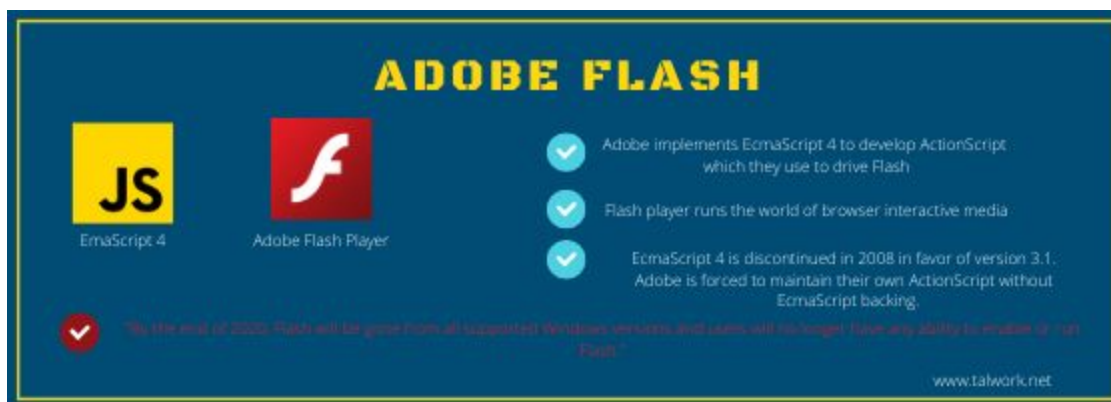 ADOBE FLASH
JS
EmaScript 4
Adobe Flash Player
Adobe implements EcmaScript 4 to develop ActionScript
which they use to drive Flash
Flash player runs the world of browser interactive media
EcmaScript 4 is discontinued in 2008 in favor of version 3.1.
Adobe is forced to maintain their own ActionScript without
EcmaScript backing.
"By the end of 2020, Flash will be gone from all supported Windows versions and users will no longer have any ability to enable or run
Flash."
www.talwork.net